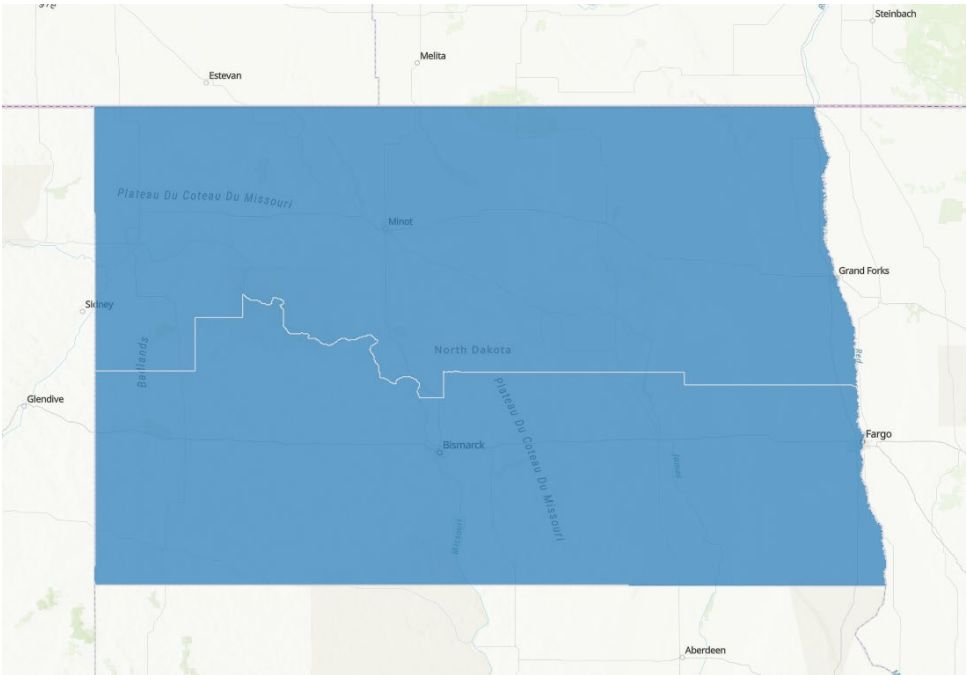 Steinbach
Melita
Estevan
Plateau Du Coteau Du Missouri
Minot
Grand Forks
Sidney
North Dakota
Badlands
Red
Plateau Du Coteau Du Missouri
Glendive
Fargo
Bismarck
James
Missouri
Aberdeen